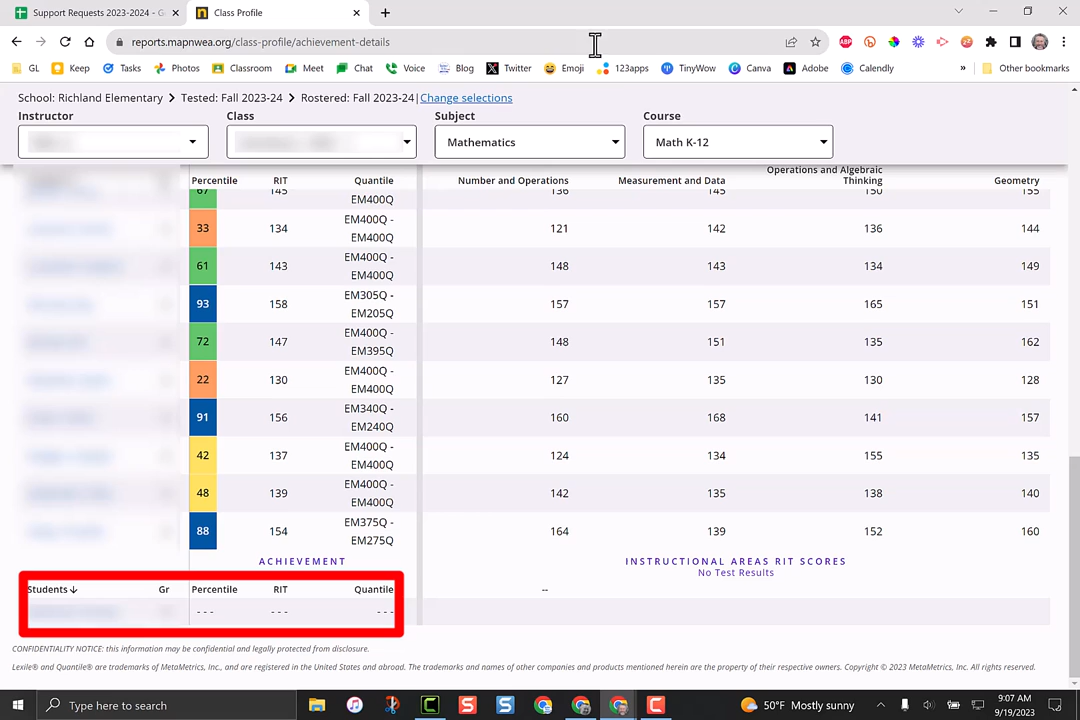 Support Requests 2023-2024 - G
Class Profile
reports.mapnwea.org/class-profile/achievement-details
GL Keep Tasks Photos Classroom Meet Chat Voice Blog Twitter Emoji 123apps TinyWow Canva Adobe Calendly » Other bookmarks
School: Richland Elementary > Tested: Fall 2023-24 > Rostered: Fall 2023-24|Change selections
Instructor Class Subject Course
Mathematics Math K-12
Operations and Algebraic
Percentile RIT Quantile Number and Operations Measurement and Data Thinking Geometry
67 145 EM400Q 136 145 150 155
33 134 EM400Q - EM400Q 121 142 136 144
61 143 EM400Q - EM400Q 148 143 134 149
93 158 EM305Q - EM205Q 157 157 165 151
72 147 EM400Q - EM395Q 148 151 135 162
22 130 EM400Q - EM400Q 127 135 130 128
91 156 EM340Q - EM240Q 160 168 141 157
42 137 EM400Q - EM400Q 124 134 155 135
48 139 EM400Q - EM400Q 142 135 138 140
88 154 EM375Q - EM275Q 164 139 152 160
ACHIEVEMENT INSTRUCTIONAL AREAS RIT SCORES
No Test Results
Students Gr Percentile RIT Quantile --
--- --- ---
CONFIDENTIALITY NOTICE: this information may be confidential and legally protected from disclosure.
Lexile® and Quantile® are trademarks of MetaMetrics, Inc., and are registered in the United States and abroad. The trademarks and names of other companies and products mentioned herein are the property of their respective owners. Copyright © 2023 MetaMetrics, Inc. All rights reserved.
Type here to search
50°F Mostly sunny
9:07 AM
9/19/2023